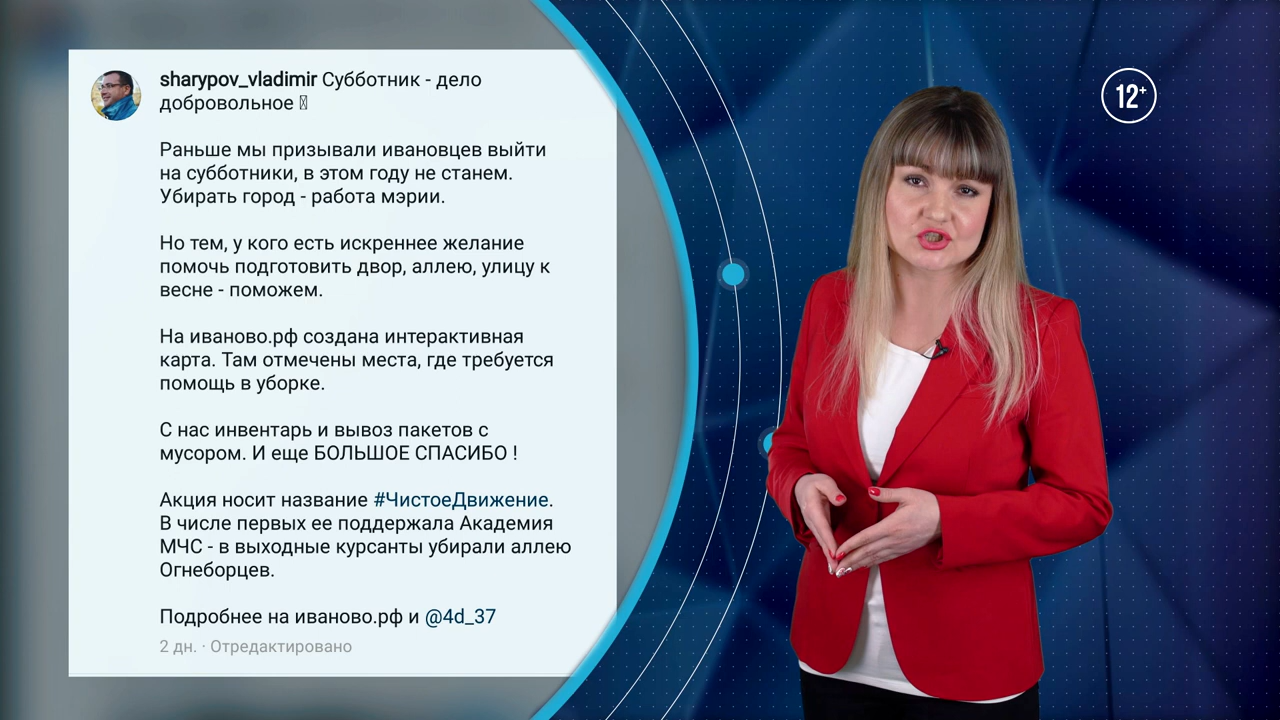 sharypov_vladimir Субботник - дело
добровольное
Раньше мы призывали ивановцев выйти
на субботники, в этом году не станем.
Убирать город - работа мэрии.
Но тем, у кого есть искреннее желание
помочь подготовить двор, аллею, улицу к
весне - поможем.
На иваново.рф создана интерактивная
карта. Там отмечены места, где требуется
помощь в уборке.
С нас инвентарь и вывоз пакетов с
мусором. И еще БОЛЬШОЕ СПАСИБО !
Акция носит название #ЧистоеДвижение.
В числе первых ее поддержала Академия
МЧС - в выходные курсанты убирали аллею
Огнеборцев.
Подробнее на иваново.рф и @4d_37
2 дн. · Отредактировано
12+